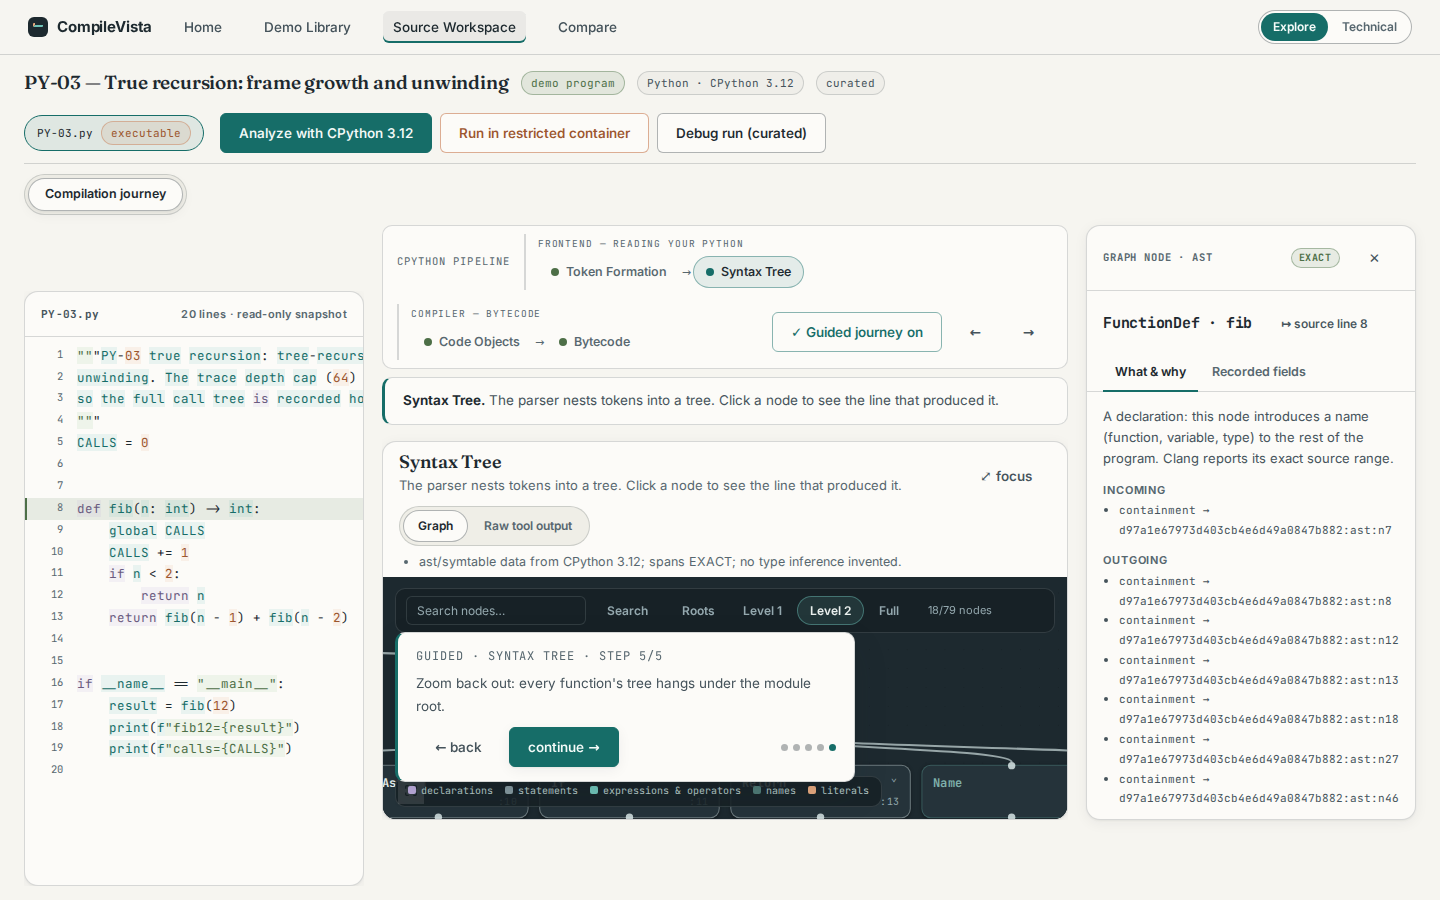 CompileVista
Home
Demo Library
Source Workspace
Compare
Explore
Technical
PY-03 — True recursion: frame growth and unwinding
demo program
Python · CPython 3.12
curated
PY-03.py
executable
Analyze with CPython 3.12
Run in restricted container
Debug run (curated)
Compilation journey
PY-03.py
20 lines · read-only snapshot
1 """PY-03 true recursion: tree-recurs
2 unwinding. The trace depth cap (64)
3 so the full call tree is recorded ho
4 """
5 CALLS = 0
6
7
8 def fib(n: int) -> int:
9 global CALLS
10 CALLS += 1
11 if n < 2:
12 return n
13 return fib(n - 1) + fib(n - 2)
14
15
16 if __name__ == "__main__":
17 result = fib(12)
18 print(f"fib12={result}")
19 print(f"calls={CALLS}")
20
CPYTHON PIPELINE
FRONTEND — READING YOUR PYTHON
Token Formation → Syntax Tree
COMPILER — BYTECODE
Code Objects → Bytecode
✓ Guided journey on
←
→
Syntax Tree. The parser nests tokens into a tree. Click a node to see the line that produced it.
Syntax Tree
The parser nests tokens into a tree. Click a node to see the line that produced it.
⤢ focus
Graph
Raw tool output
• ast/symtable data from CPython 3.12; spans EXACT; no type inference invented.
Search nodes...
Search
Roots
Level 1
Level 2
Full
18/79 nodes
GUIDED · SYNTAX TREE · STEP 5/5
Zoom back out: every function's tree hangs under the module
root.
← back
continue →
As
Name
declarations
statements
expressions & operators
names
literals
:13
GRAPH NODE · AST
EXACT
×
FunctionDef · fib
↦ source line 8
What & why
Recorded fields
A declaration: this node introduces a name
(function, variable, type) to the rest of the
program. Clang reports its exact source range.
INCOMING
• containment →
d97a1e67973d403cb4e6d49a0847b882:ast:n7
OUTGOING
• containment →
d97a1e67973d403cb4e6d49a0847b882:ast:n8
• containment →
d97a1e67973d403cb4e6d49a0847b882:ast:n12
• containment →
d97a1e67973d403cb4e6d49a0847b882:ast:n13
• containment →
d97a1e67973d403cb4e6d49a0847b882:ast:n18
• containment →
d97a1e67973d403cb4e6d49a0847b882:ast:n27
• containment →
d97a1e67973d403cb4e6d49a0847b882:ast:n46